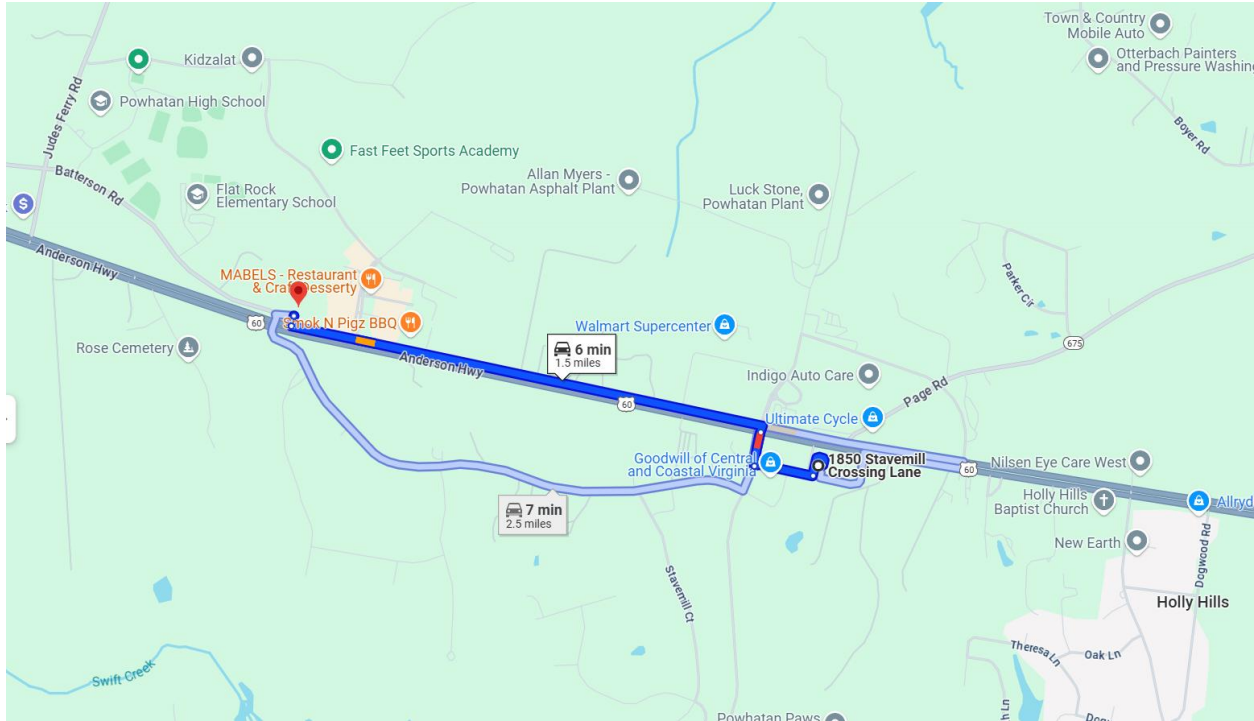 Town & Country
Mobile Auto
Kidzalat
Otterbach Painters
and Pressure Washing
Powhatan High School
Judes Ferry Rd
Boyer Rd
Fast Feet Sports Academy
Allan Myers -
Powhatan Asphalt Plant
Luck Stone,
Powhatan Plant
Batterson Rd
Flat Rock
Elementary School
$
Anderson Hwy
Parker Cir
MABELS - Restaurant
& Craft Desserty
60
Smok N Pigz BBQ
Walmart Supercenter
675
Rose Cemetery
6 min
1.5 miles
Anderson Hwy
Indigo Auto Care
Page Rd
60
Ultimate Cycle
Goodwill of Central
and Coastal Virginia
1850 Stavemill
Crossing Lane
60
Nilsen Eye Care West
7 min
2.5 miles
Holly Hills
Baptist Church
Allryd
New Earth
Dogwood Rd
Stavemill Ct
Holly Hills
Theresa Ln
Oak Ln
Swift Creek
h Ln
Powhatan Paws